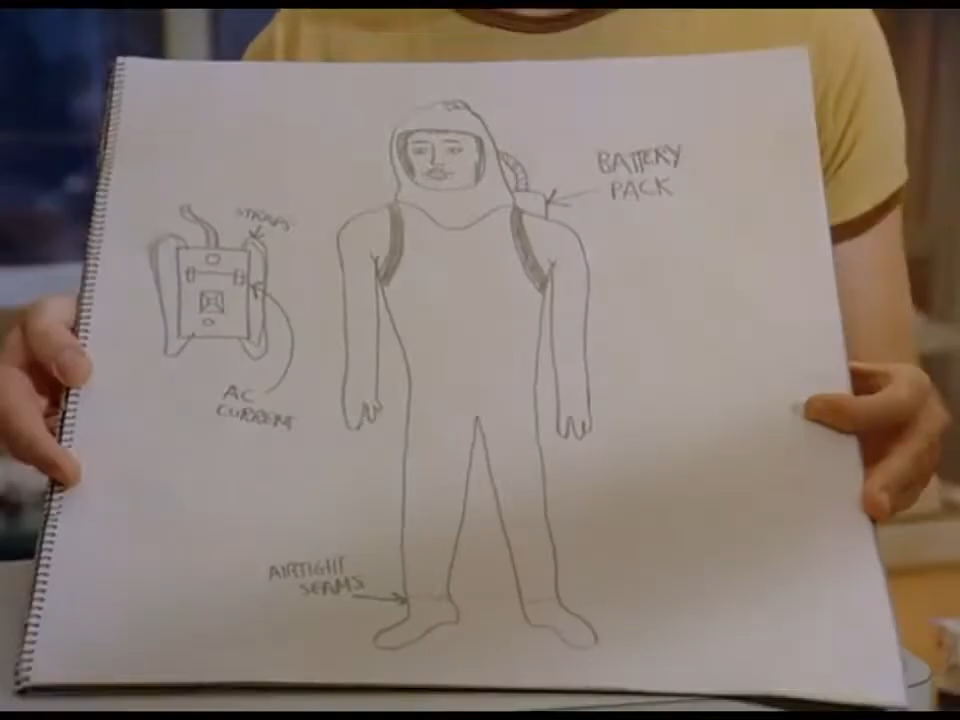 STRAPS
BATTERY
PACK
AC
CURRENT
AIRTIGHT
SEAMS